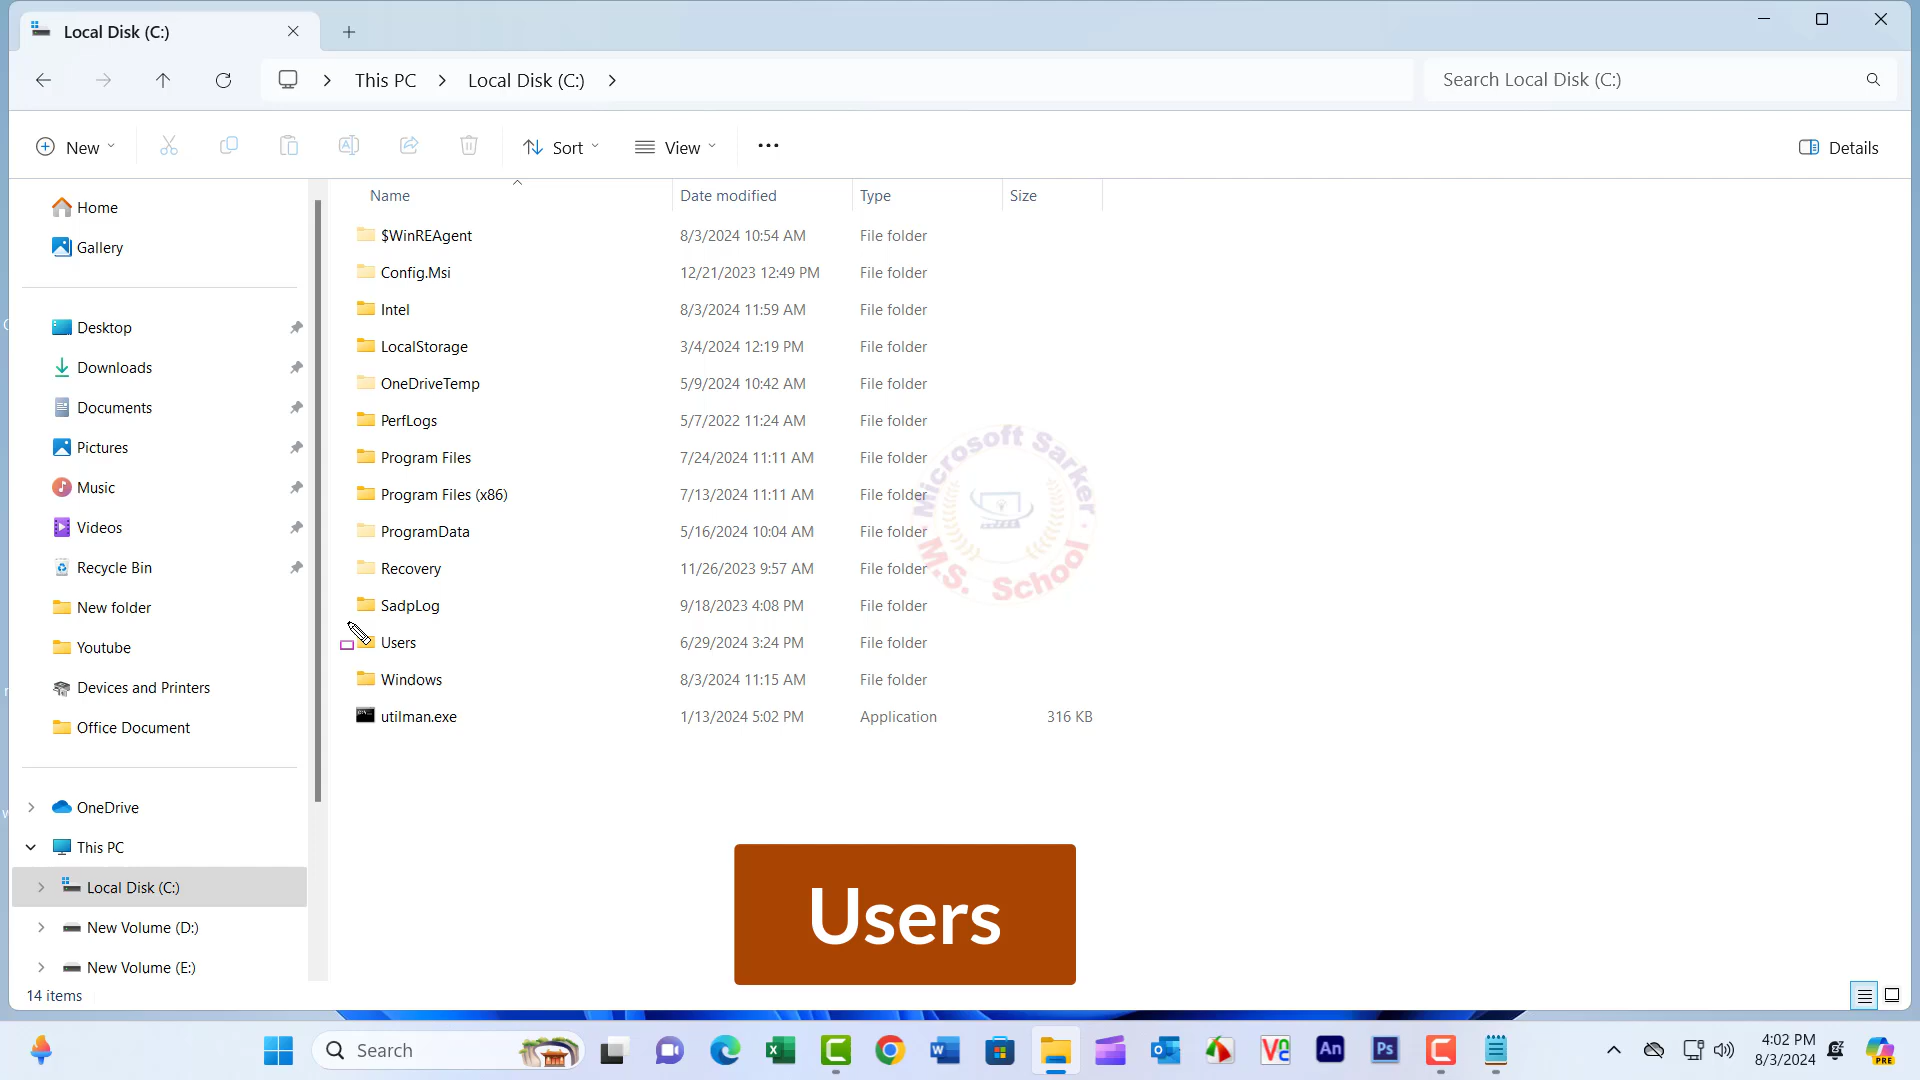 Local Disk (C:)
This PC
Local Disk (C:)
Search Local Disk (C:)
New
Sort
View
Details
Home
Gallery
Desktop
Downloads
Documents
Pictures
Music
Videos
Recycle Bin
New folder
Youtube
Devices and Printers
Office Document
OneDrive
This PC
Local Disk (C:)
New Volume (D:)
New Volume (E:)
14 items
Name Date modified Type Size
$WinREAgent 8/3/2024 10:54 AM File folder
Config.Msi 12/21/2023 12:49 PM File folder
Intel 8/3/2024 11:59 AM File folder
LocalStorage 3/4/2024 12:19 PM File folder
OneDriveTemp 5/9/2024 10:42 AM File folder
PerfLogs 5/7/2022 11:24 AM File folder
Program Files 7/24/2024 11:11 AM File folder
Program Files (x86) 7/13/2024 11:11 AM File folder
ProgramData 5/16/2024 10:04 AM File folder
Recovery 11/26/2023 9:57 AM File folder
SadpLog 9/18/2023 4:08 PM File folder
Users 6/29/2024 3:24 PM File folder
Windows 8/3/2024 11:15 AM File folder
utilman.exe 1/13/2024 5:02 PM Application 316 KB
Microsoft Sarker
M.S. School
Users
Search
An
Ps
4:02 PM
8/3/2024
PRE